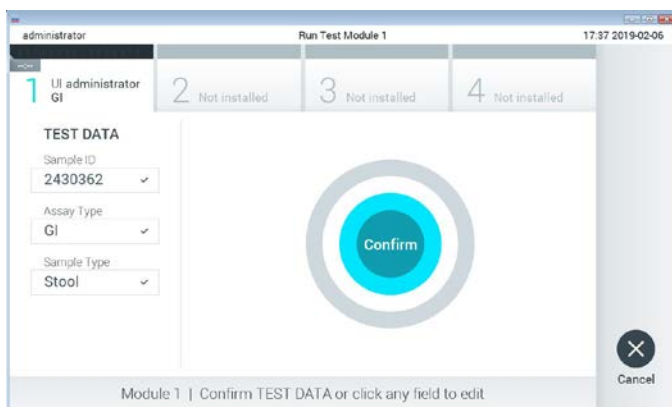 administrator Run Test Module 1 17:37 2019-02-06
1 UI administrator
GI
2 Not installed
3 Not installed
4 Not installed
TEST DATA
Sample ID
2430362
Assay Type
GI
Sample Type
Stool
Confirm
Cancel
Module 1 | Confirm TEST DATA or click any field to edit